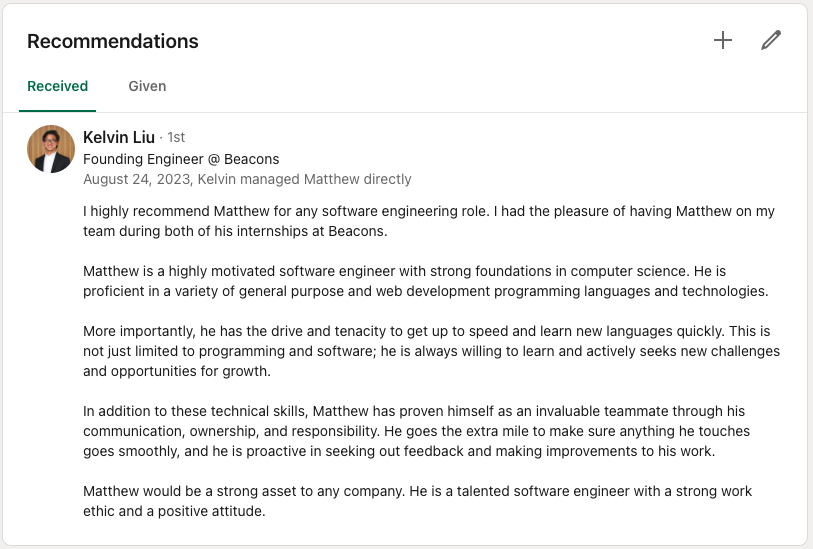 Recommendations
Received
Given
Kelvin Liu · 1st
Founding Engineer @ Beacons
August 24, 2023, Kelvin managed Matthew directly
I highly recommend Matthew for any software engineering role. I had the pleasure of having Matthew on my
team during both of his internships at Beacons.
Matthew is a highly motivated software engineer with strong foundations in computer science. He is
proficient in a variety of general purpose and web development programming languages and technologies.
More importantly, he has the drive and tenacity to get up to speed and learn new languages quickly. This is
not just limited to programming and software; he is always willing to learn and actively seeks new challenges
and opportunities for growth.
In addition to these technical skills, Matthew has proven himself as an invaluable teammate through his
communication, ownership, and responsibility. He goes the extra mile to make sure anything he touches
goes smoothly, and he is proactive in seeking out feedback and making improvements to his work.
Matthew would be a strong asset to any company. He is a talented software engineer with a strong work
ethic and a positive attitude.